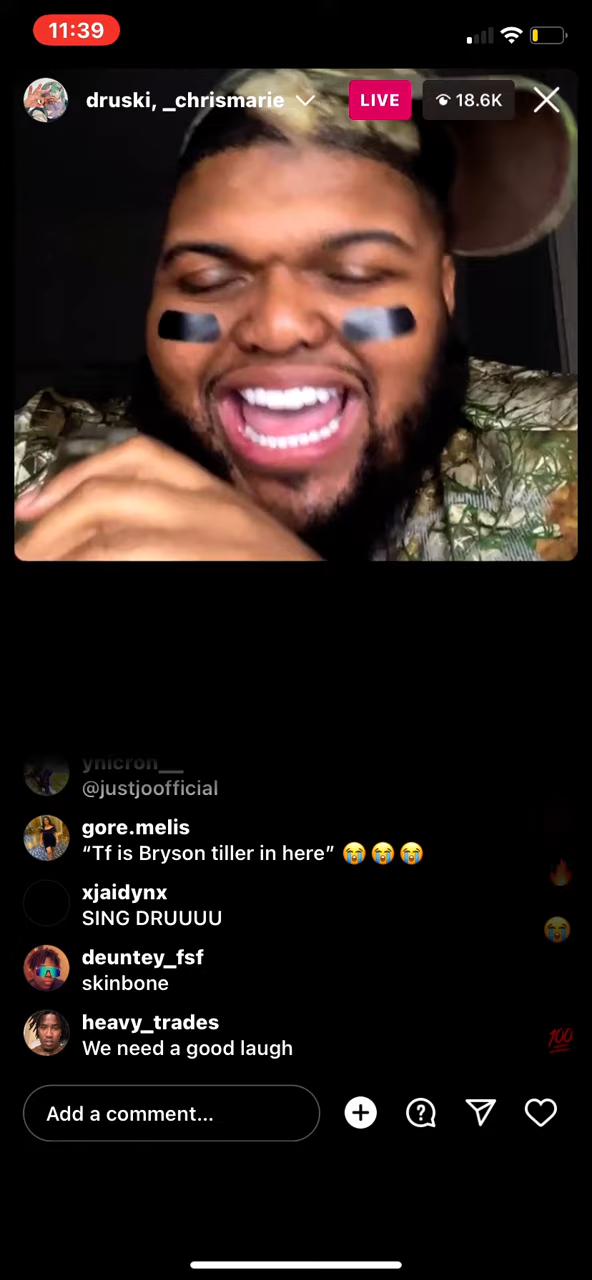 11:39
druski, _chrismarie
LIVE
18.6K
ynicron__
@justjoofficial
gore.melis
“Tf is Bryson tiller in here” 😭😭😭
xjaidynx
SING DRUUUU
deuntey_fsf
skinbone
heavy_trades
We need a good laugh
💯
Add a comment...